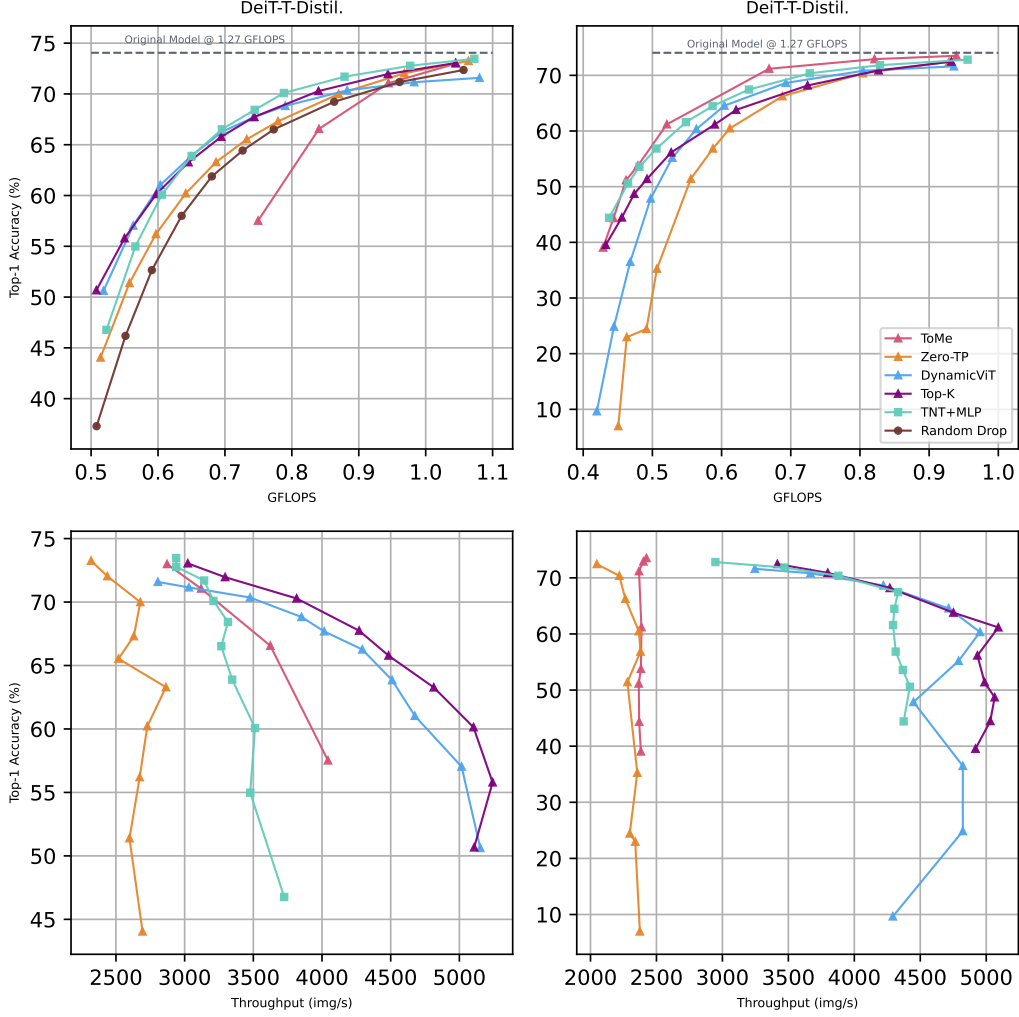 DeiT-T-Distil.
Original Model @ 1.27 GFLOPS
Top-1 Accuracy (%)
75
70
65
60
55
50
45
40
0.5 0.6 0.7 0.8 0.9 1.0 1.1
GFLOPS
DeiT-T-Distil.
Original Model @ 1.27 GFLOPS
70
60
50
40
30
20
10
ToMe
Zero-TP
DynamicViT
Top-K
TNT+MLP
Random Drop
0.4 0.5 0.6 0.7 0.8 0.9 1.0
GFLOPS
Top-1 Accuracy (%)
75
70
65
60
55
50
45
2500 3000 3500 4000 4500 5000
Throughput (img/s)
70
60
50
40
30
20
10
2000 2500 3000 3500 4000 4500 5000
Throughput (img/s)